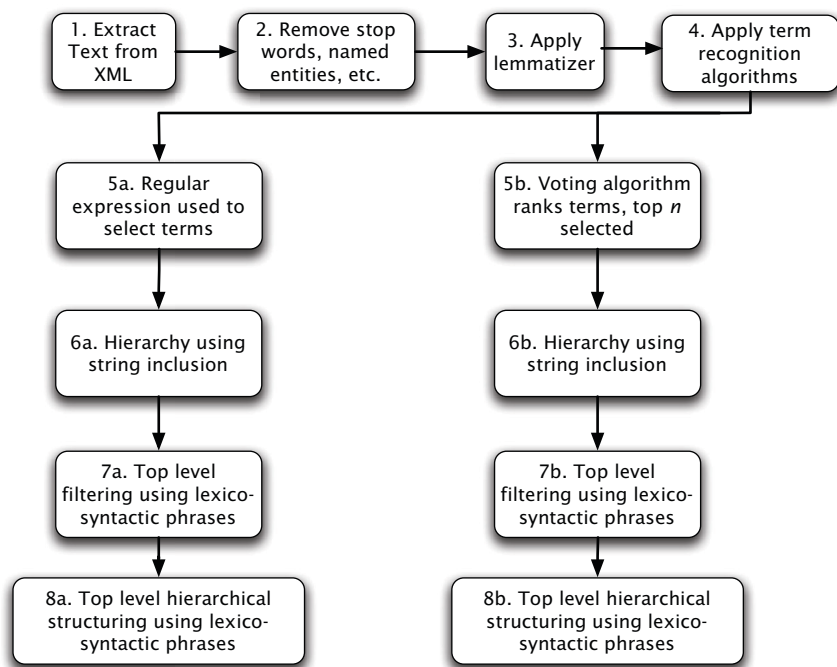 1. Extract
Text from
XML
2. Remove stop
words, named
entities, etc.
3. Apply
lemmatizer
4. Apply term
recognition
algorithms
5a. Regular
expression used to
select terms
5b. Voting algorithm
ranks terms, top n
selected
6a. Hierarchy using
string inclusion
6b. Hierarchy using
string inclusion
7a. Top level
filtering using lexico-
syntactic phrases
7b. Top level
filtering using lexico-
syntactic phrases
8a. Top level hierarchical
structuring using lexico-
syntactic phrases
8b. Top level hierarchical
structuring using lexico-
syntactic phrases